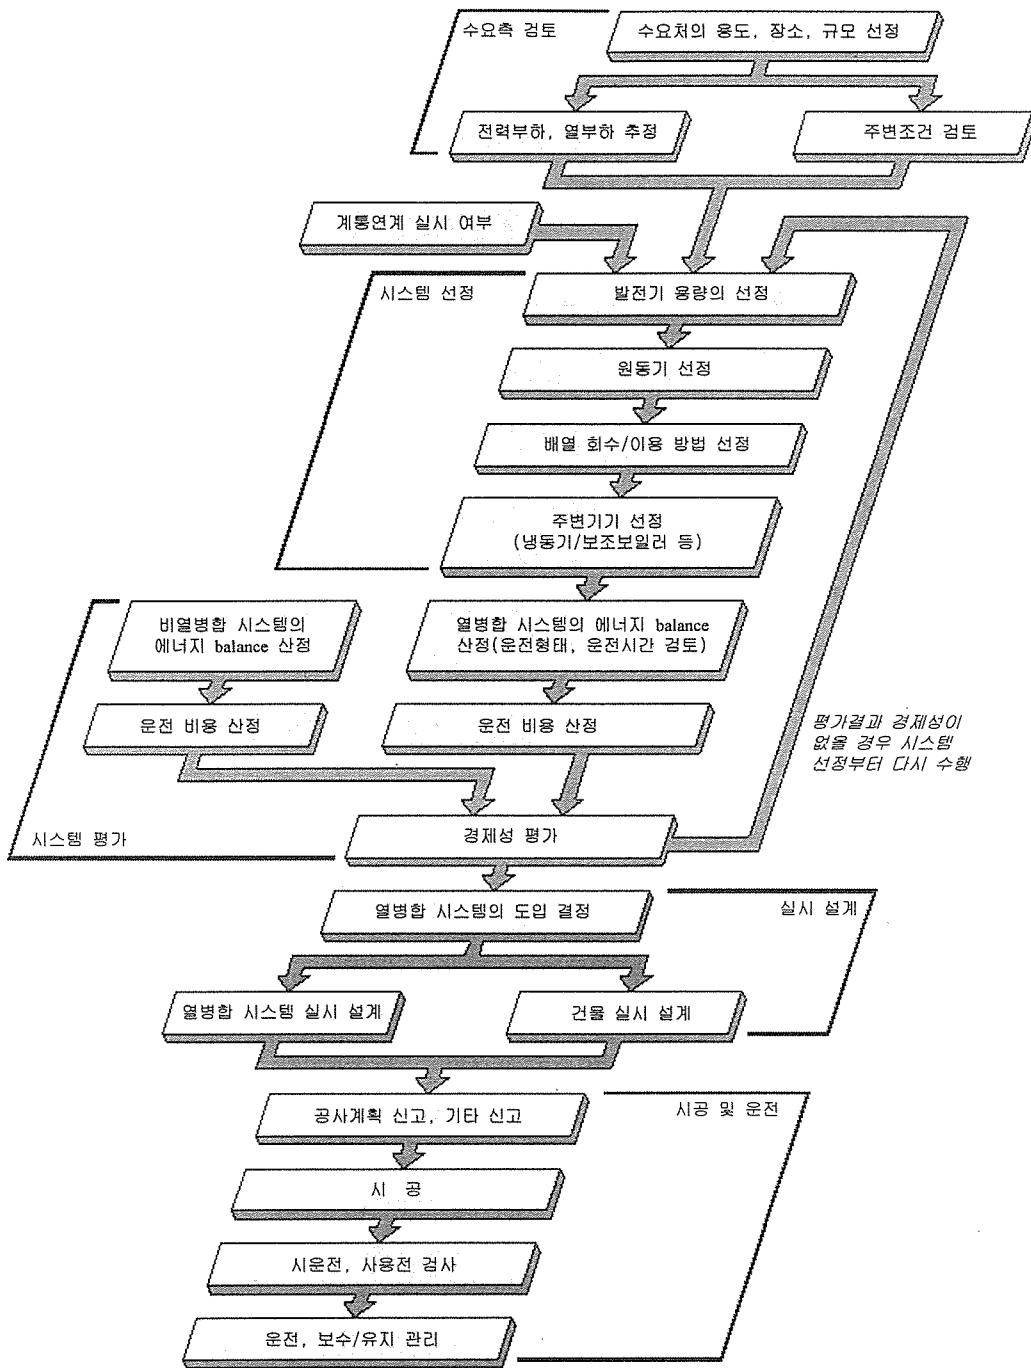 수요측 검토
수요처의 용도, 장소, 규모 선정
전력부하, 열부하 추정
주변조건 검토
계통연계 실시 여부
시스템 선정
발전기 용량의 선정
원동기 선정
배열 회수/이용 방법 선정
주변기기 선정
(냉동기/보조보일러 등)
비열병합 시스템의
에너지 balance 산정
열병합 시스템의 에너지 balance
산정(운전형태, 운전시간 검토)
운전 비용 산정
운전 비용 산정
평가결과 경제성이
없을 경우 시스템
선정부터 다시 수행
시스템 평가
경제성 평가
열병합 시스템의 도입 결정
실시 설계
열병합 시스템 실시 설계
건물 실시 설계
공사계획 신고, 기타 신고
시공 및 운전
시 공
시운전, 사용전 검사
운전, 보수/유지 관리